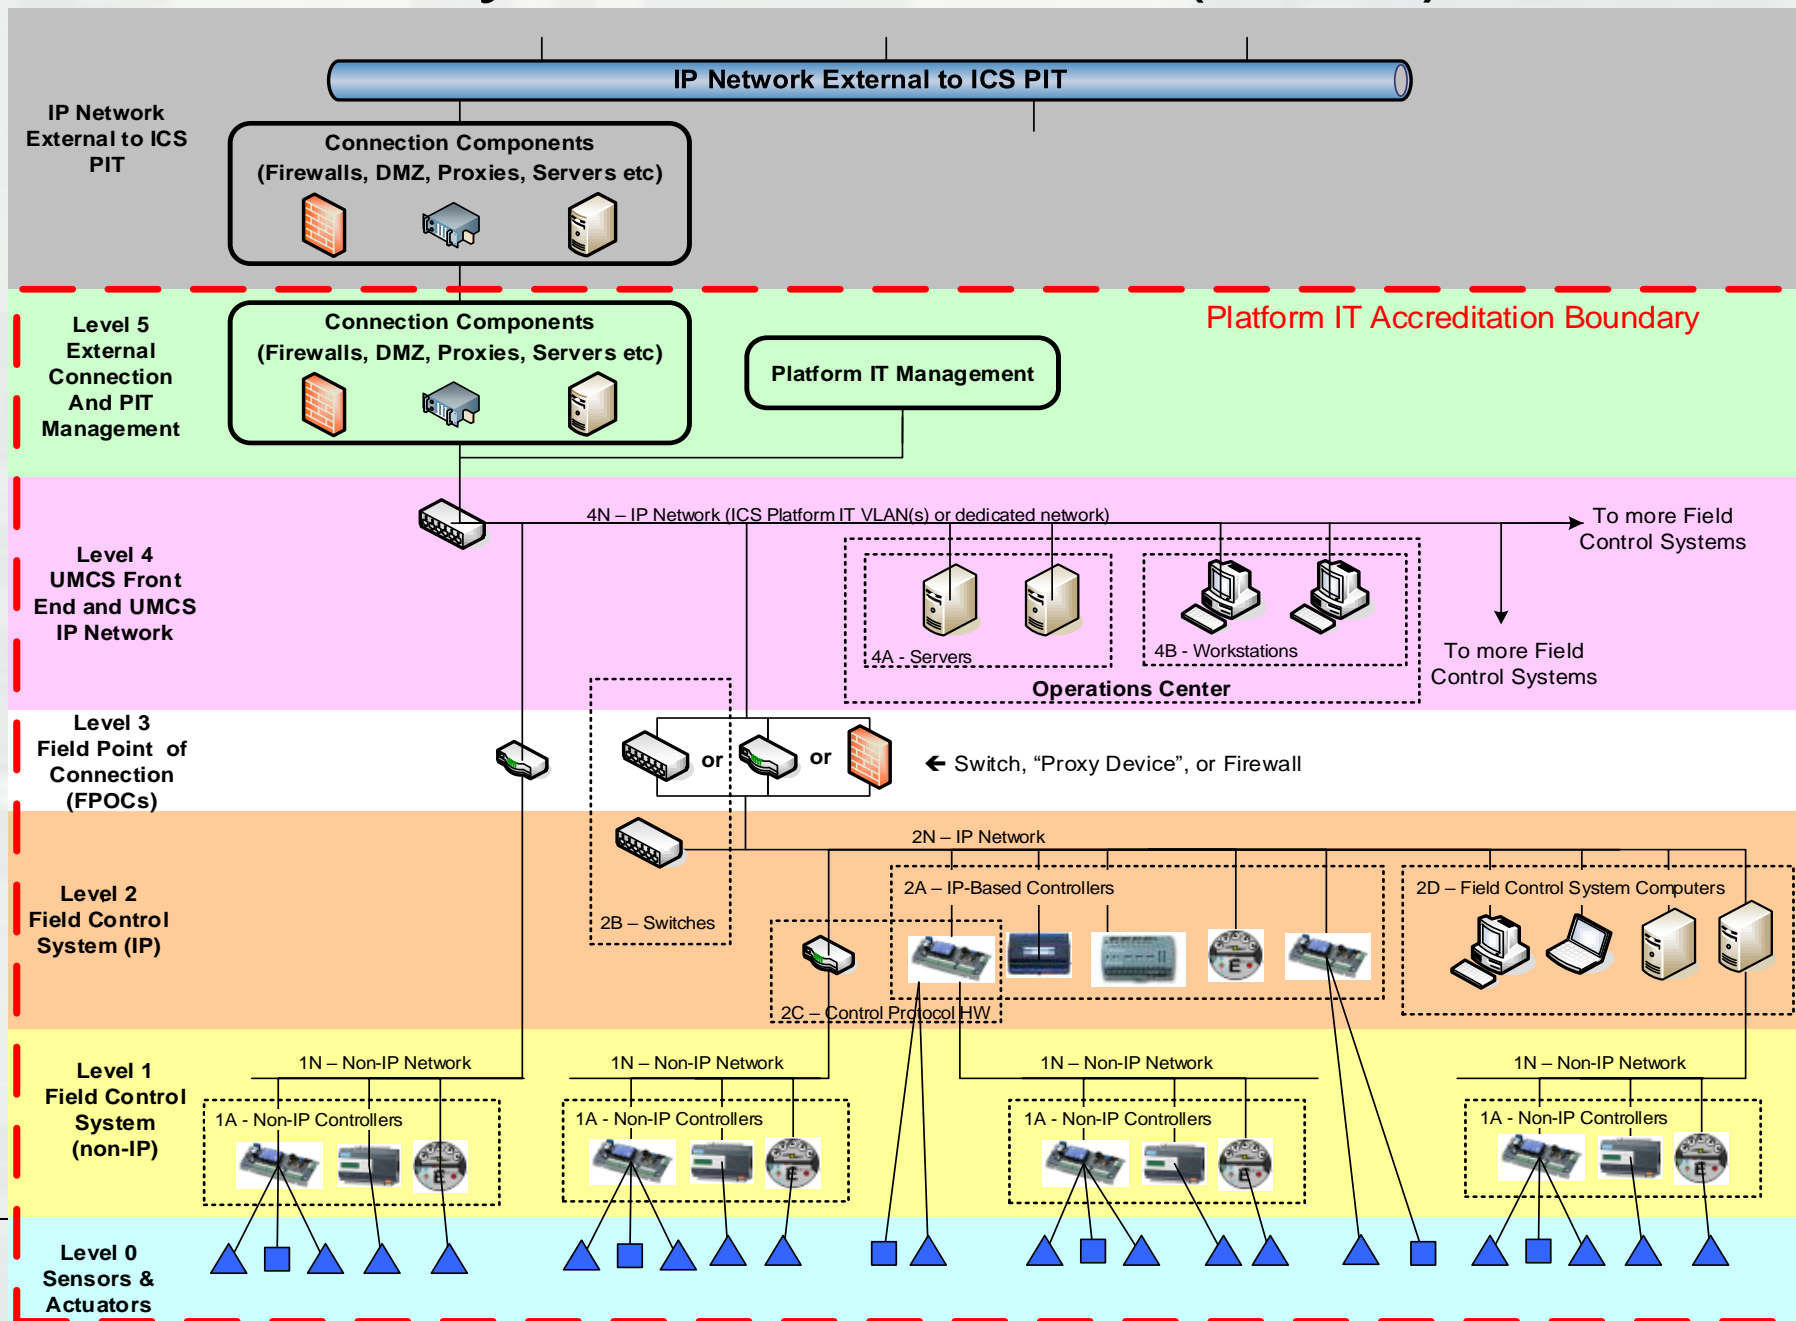 IP Network External to ICS PIT
IP Network
External to ICS
PIT
Connection Components
(Firewalls, DMZ, Proxies, Servers etc)
Platform IT Accreditation Boundary
Level 5
External
Connection
And PIT
Management
Connection Components
(Firewalls, DMZ, Proxies, Servers etc)
Platform IT Management
4N – IP Network (ICS Platform IT VLAN(s) or dedicated network)
To more Field
Control Systems
Level 4
UMCS Front
End and UMCS
IP Network
4A - Servers
4B - Workstations
Operations Center
To more Field
Control Systems
Level 3
Field Point of
Connection
(FPOCs)
or
or
← Switch, “Proxy Device”, or Firewall
2N – IP Network
Level 2
Field Control
System (IP)
2A – IP-Based Controllers
2D – Field Control System Computers
2B – Switches
2C – Control Protocol HW
E
Level 1
Field Control
System
(non-IP)
1N – Non-IP Network
1N – Non-IP Network
1N – Non-IP Network
1N – Non-IP Network
1A - Non-IP Controllers
1A - Non-IP Controllers
1A - Non-IP Controllers
1A - Non-IP Controllers
E
E
E
E
Level 0
Sensors &
Actuators